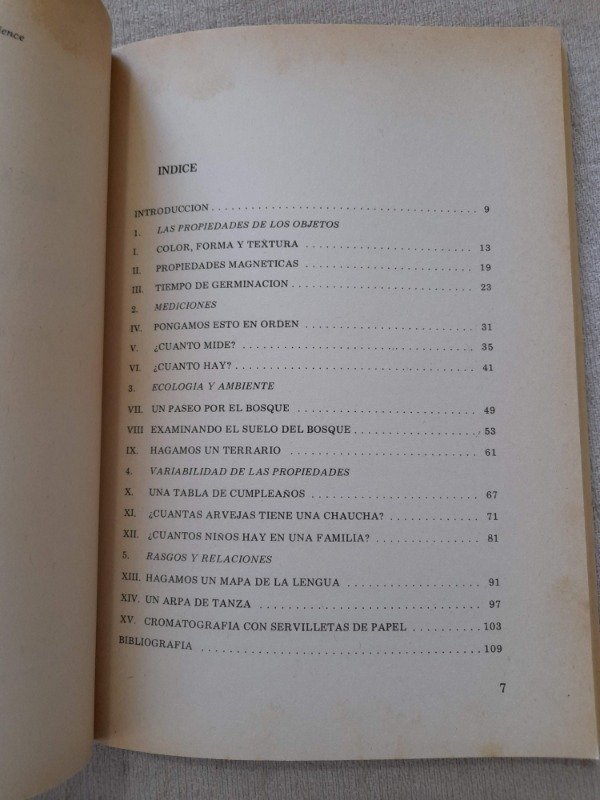 ience
INDICE
INTRODUCCION 9
1. LAS PROPIEDADES DE LOS OBJETOS
I. COLOR, FORMA Y TEXTURA 13
II. PROPIEDADES MAGNETICAS 19
III. TIEMPO DE GERMINACION 23
2. MEDICIONES
IV. PONGAMOS ESTO EN ORDEN 31
V. ¿CUANTO MIDE? 35
VI. ¿CUANTO HAY? 41
3. ECOLOGIA Y AMBIENTE
VII. UN PASEO POR EL BOSQUE 49
VIII EXAMINANDO EL SUELO DEL BOSQUE 53
IX. HAGAMOS UN TERRARIO 61
4. VARIABILIDAD DE LAS PROPIEDADES
X. UNA TABLA DE CUMPLEAÑOS 67
XI. ¿CUANTAS ARVEJAS TIENE UNA CHAUCHA? 71
XII. ¿CUANTOS NIÑOS HAY EN UNA FAMILIA? 81
5. RASGOS Y RELACIONES
XIII. HAGAMOS UN MAPA DE LA LENGUA 91
XIV. UN ARPA DE TANZA 97
XV. CROMATOGRAFIA CON SERVILLETAS DE PAPEL 103
BIBLIOGRAFIA 109
7